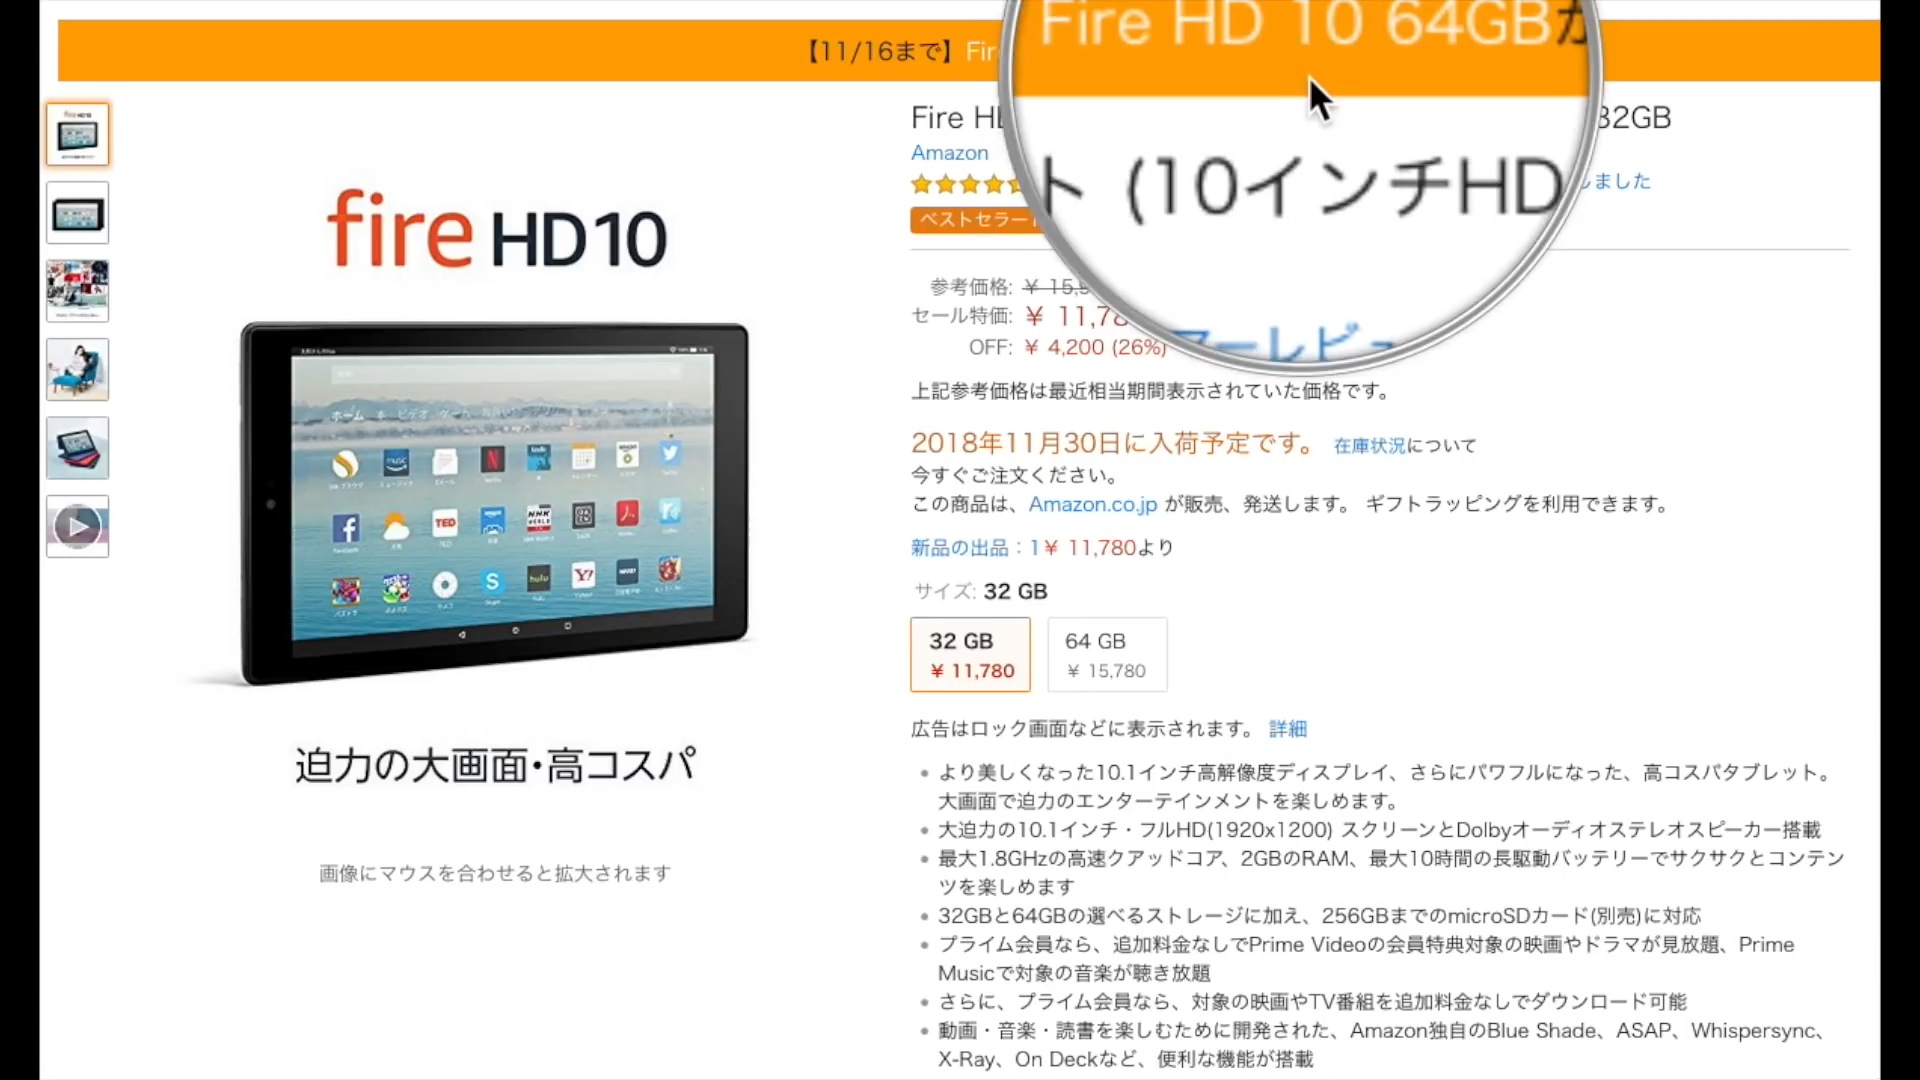 【11/16まで】
Fire HD 10 64GB
Fire
32GB
ト (10インチHD
Amazon
しました
ベストセラー
参考価格:
セール特価: ¥ 11,78
OFF: ¥ 4,200 (26%)
上記参考価格は最近相当期間表示されていた価格です。
2018年11月30日に入荷予定です。 在庫状況について
今すぐご注文ください。
この商品は、Amazon.co.jp が販売、発送します。 ギフトラッピングを利用できます。
新品の出品：1¥ 11,780より
サイズ: 32 GB
32 GB
¥ 11,780
64 GB
¥ 15,780
広告はロック画面などに表示されます。 詳細
より美しくなった10.1インチ高解像度ディスプレイ、さらにパワフルになった、高コスパタブレット。
大画面で迫力のエンターテインメントを楽しめます。
大迫力の10.1インチ・フルHD(1920x1200) スクリーンとDolbyオーディオステレオスピーカー搭載
最大1.8GHzの高速クアッドコア、2GBのRAM、最大10時間の長駆動バッテリーでサクサクとコンテン
ツを楽しめます
32GBと64GBの選べるストレージに加え、256GBまでのmicroSDカード(別売)に対応
プライム会員なら、追加料金なしでPrime Videoの会員特典対象の映画やドラマが見放題、Prime
Musicで対象の音楽が聴き放題
さらに、プライム会員なら、対象の映画やTV番組を追加料金なしでダウンロード可能
動画・音楽・読書を楽しむために開発された、Amazon独自のBlue Shade、ASAP、Whispersync、
X-Ray、On Deckなど、便利な機能が搭載
fire HD10
ホーム 本 ビデオ
TED
NHK
WORLD
hulu
迫力の大画面・高コスパ
画像にマウスを合わせると拡大されます